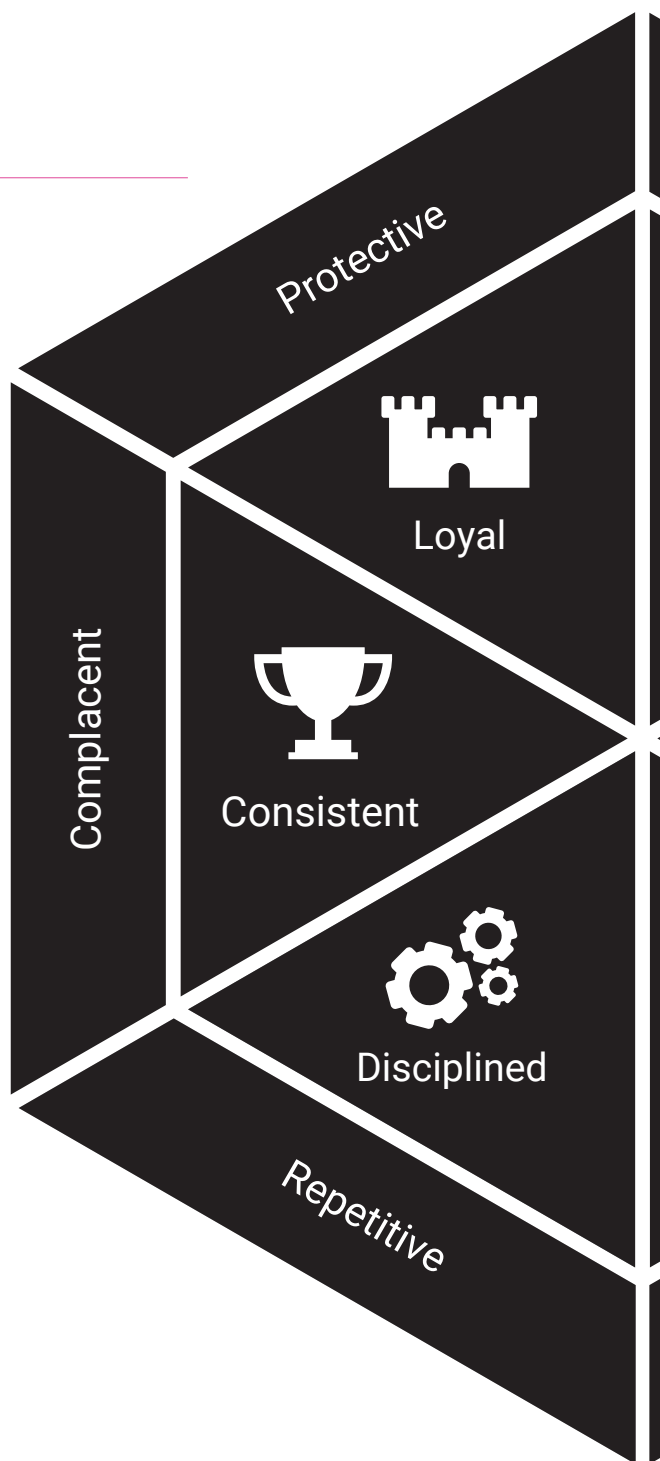 Protective
Loyal
Complacent
Consistent
Disciplined
Repetitive